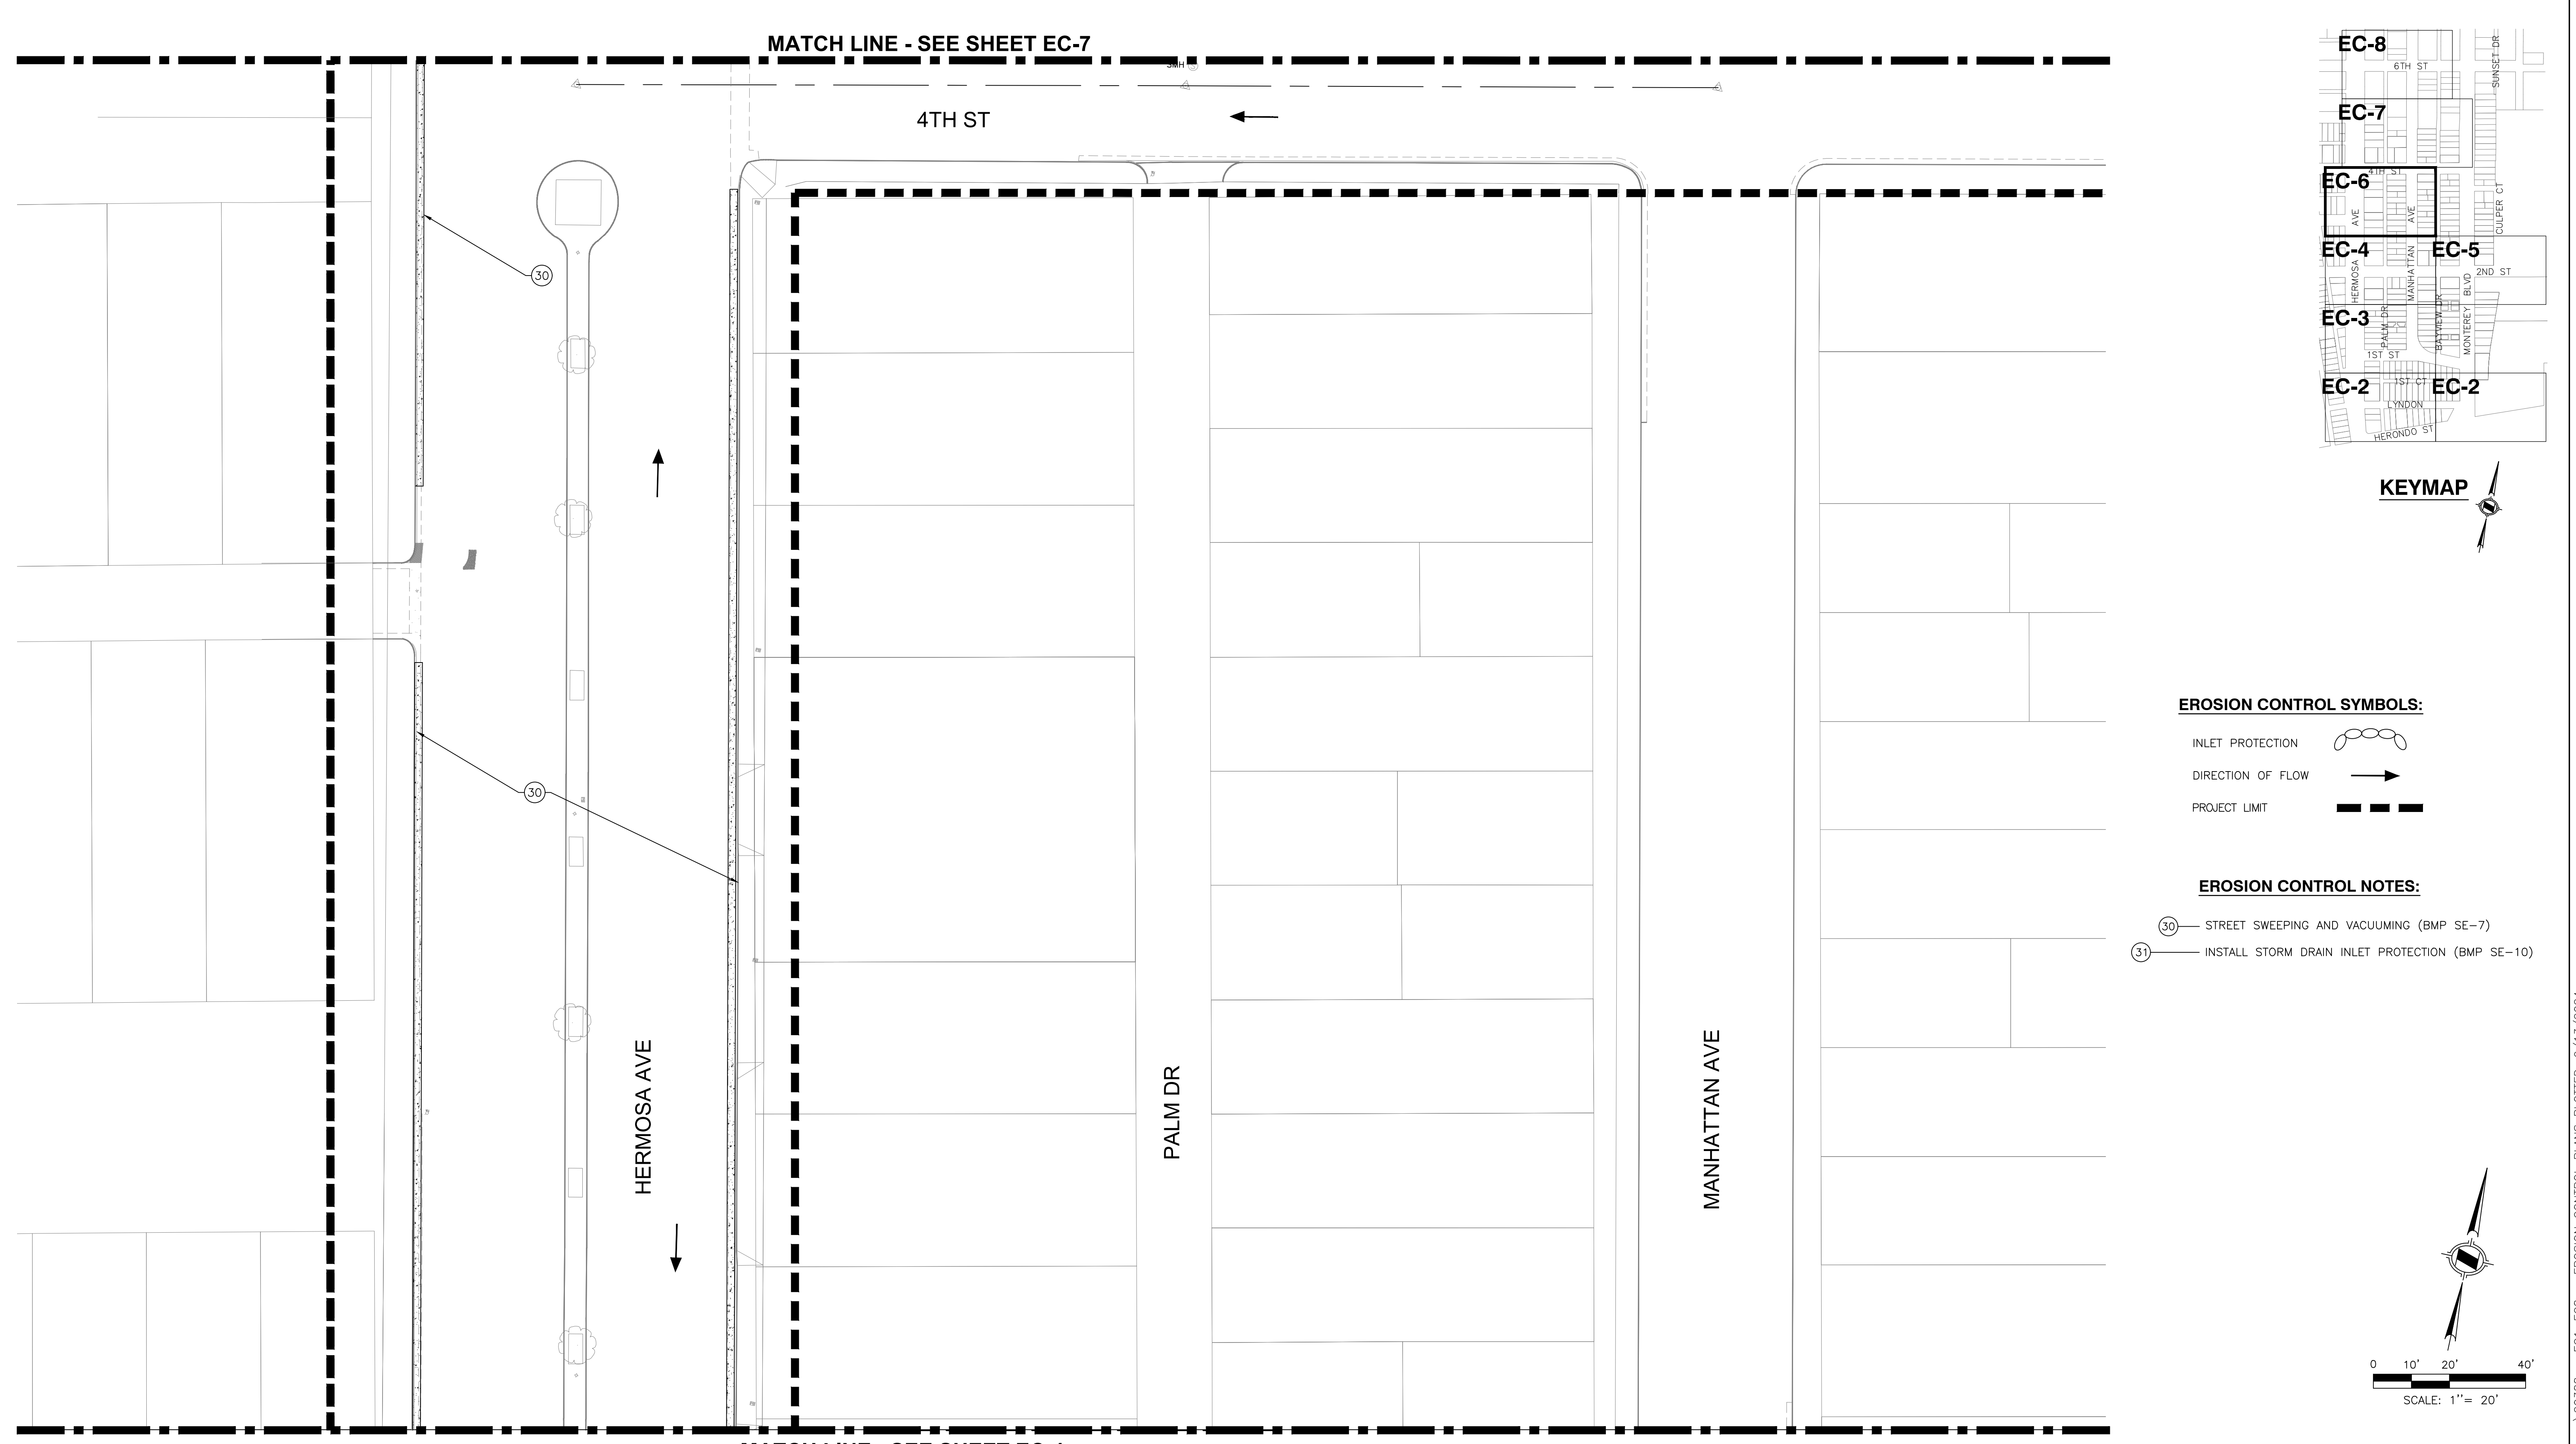 MATCH LINE - SEE SHEET EC-7
SMH
4TH ST
30
30
HERMOSA AVE
PALM DR
MANHATTAN AVE
EC-8
6TH ST
SUNSET DR
EC-7
4TH ST
EC-6
AVE
AVE
CULPER CT
EC-4
EC-5
HERMOSA
MANHATTAN
2ND ST
EC-3
PALM DR
BAYVIEW DR
MONTEREY BLVD
1ST ST
EC-2
1ST CT
EC-2
LYNDON
HERONDO ST
KEYMAP
EROSION CONTROL SYMBOLS:
INLET PROTECTION
DIRECTION OF FLOW
PROJECT LIMIT
EROSION CONTROL NOTES:
30 STREET SWEEPING AND VACUUMING (BMP SE-7)
31 INSTALL STORM DRAIN INLET PROTECTION (BMP SE-10)
0 10' 20' 40'
SCALE: 1''= 20'